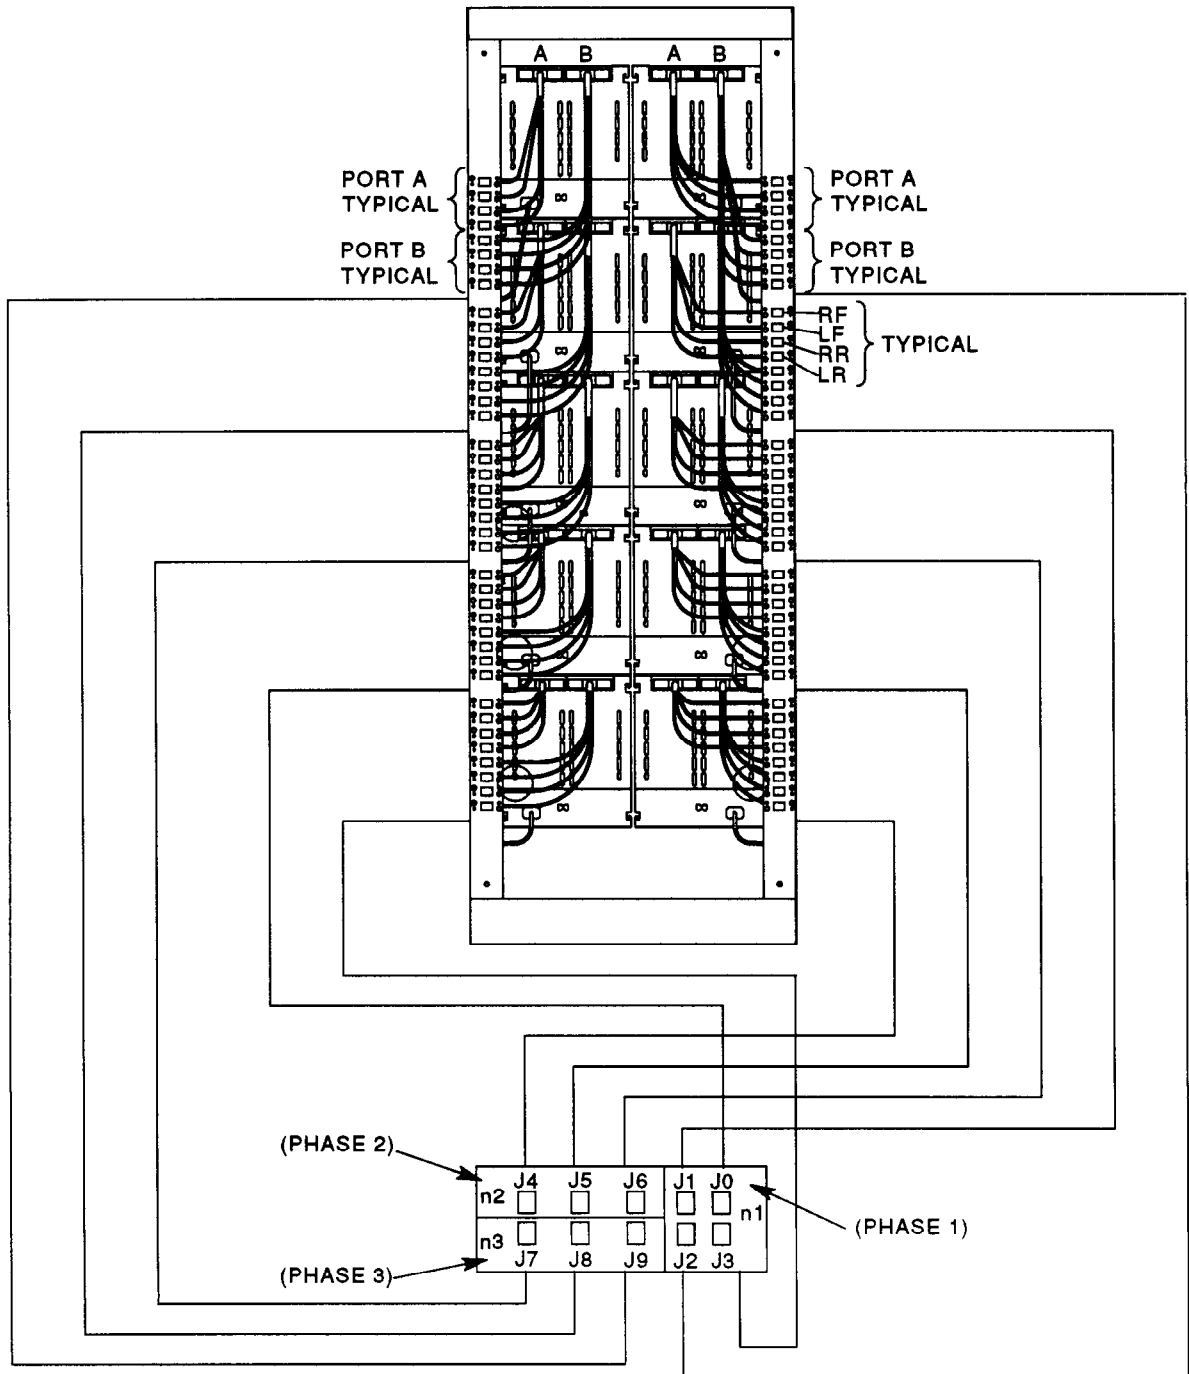 A B A B
PORT A
TYPICAL
PORT A
TYPICAL
PORT B
TYPICAL
PORT B
TYPICAL
RF
LF
RR
LR
TYPICAL
(PHASE 2)
n2
J4 J5 J6 J1 J0
n1
(PHASE 1)
n3
J7 J8 J9 J2 J3
(PHASE 3)